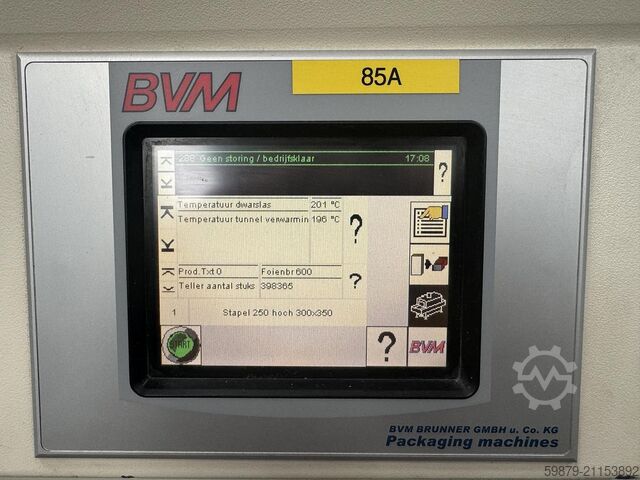 BVM
85A
288 Geen storing / bedrijfsklaar 17:08
?
Temperatuur dwarslas 201 °C
Temperatuur tunnel verwarmin 196 °C
?
Prod.Txt 0 Foienbr 600
?
Teller aantal stuks 398365
1 Stapel 250 hoch 300x350
START ? BVM
BVM BRUNNER GMBH u. Co. KG
Packaging machines
59879-21153892